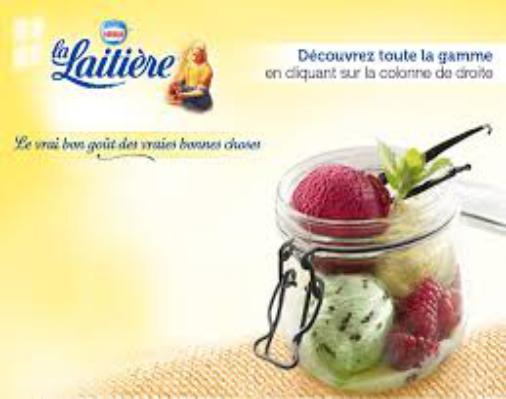 Nestlé
la
Laitière
Découvrez toute la gamme
en cliquant sur la colonne de droite
Le vrai bon goût des vraies bonnes choses